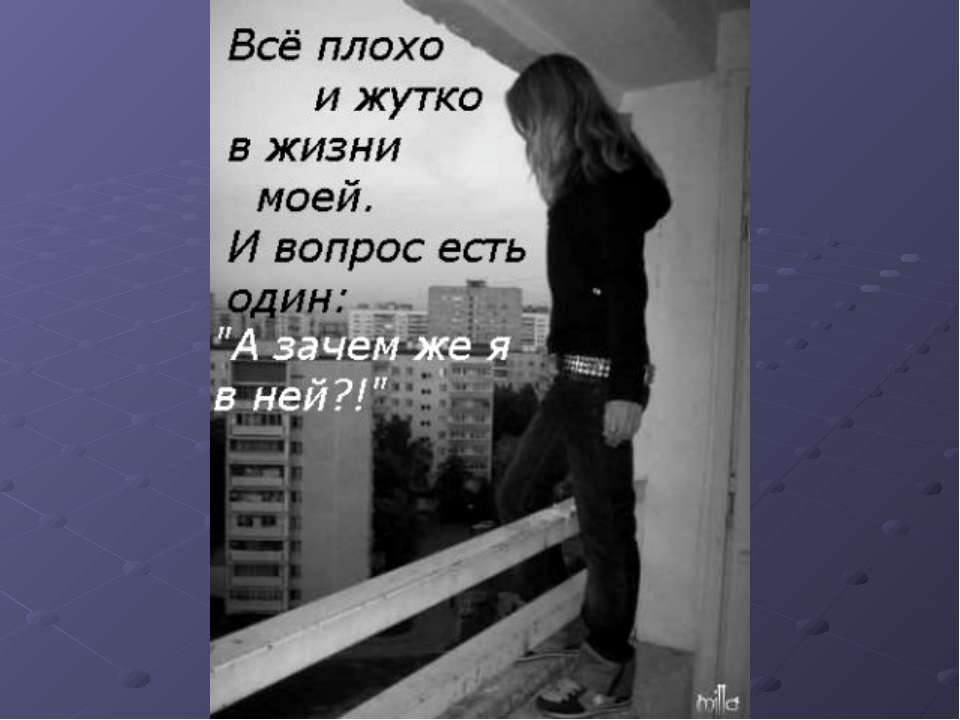 Всё плохо
и жутко
в жизни
моей.
И вопрос есть
один:
"А зачем же я
в ней?!"
milla